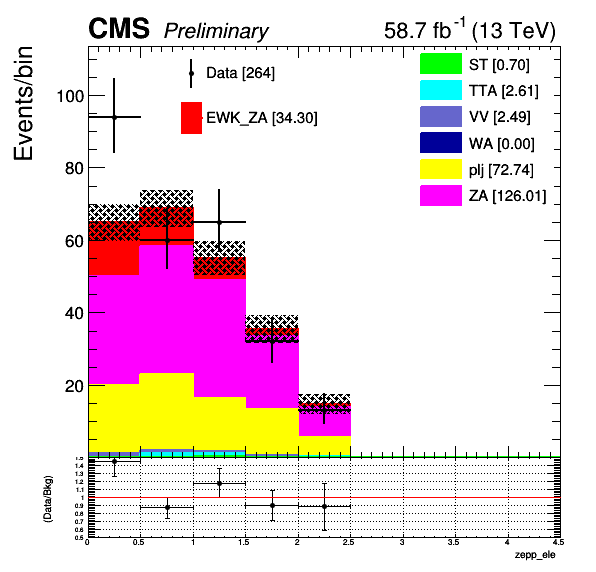 CMS Preliminary 58.7 fb⁻¹ (13 TeV)
Events/bin
Data [264]
EWK_ZA [34.30]
ST [0.70]
TTA [2.61]
VV [2.49]
WA [0.00]
plj [72.74]
ZA [126.01]
100
80
60
40
20
(Data/Bkg)
1.5
1.4
1.3
1.2
1.1
1
0.9
0.8
0.7
0.6
0.5
0 0.5 1 1.5 2 2.5 3 3.5 4 4.5
zepp_ele